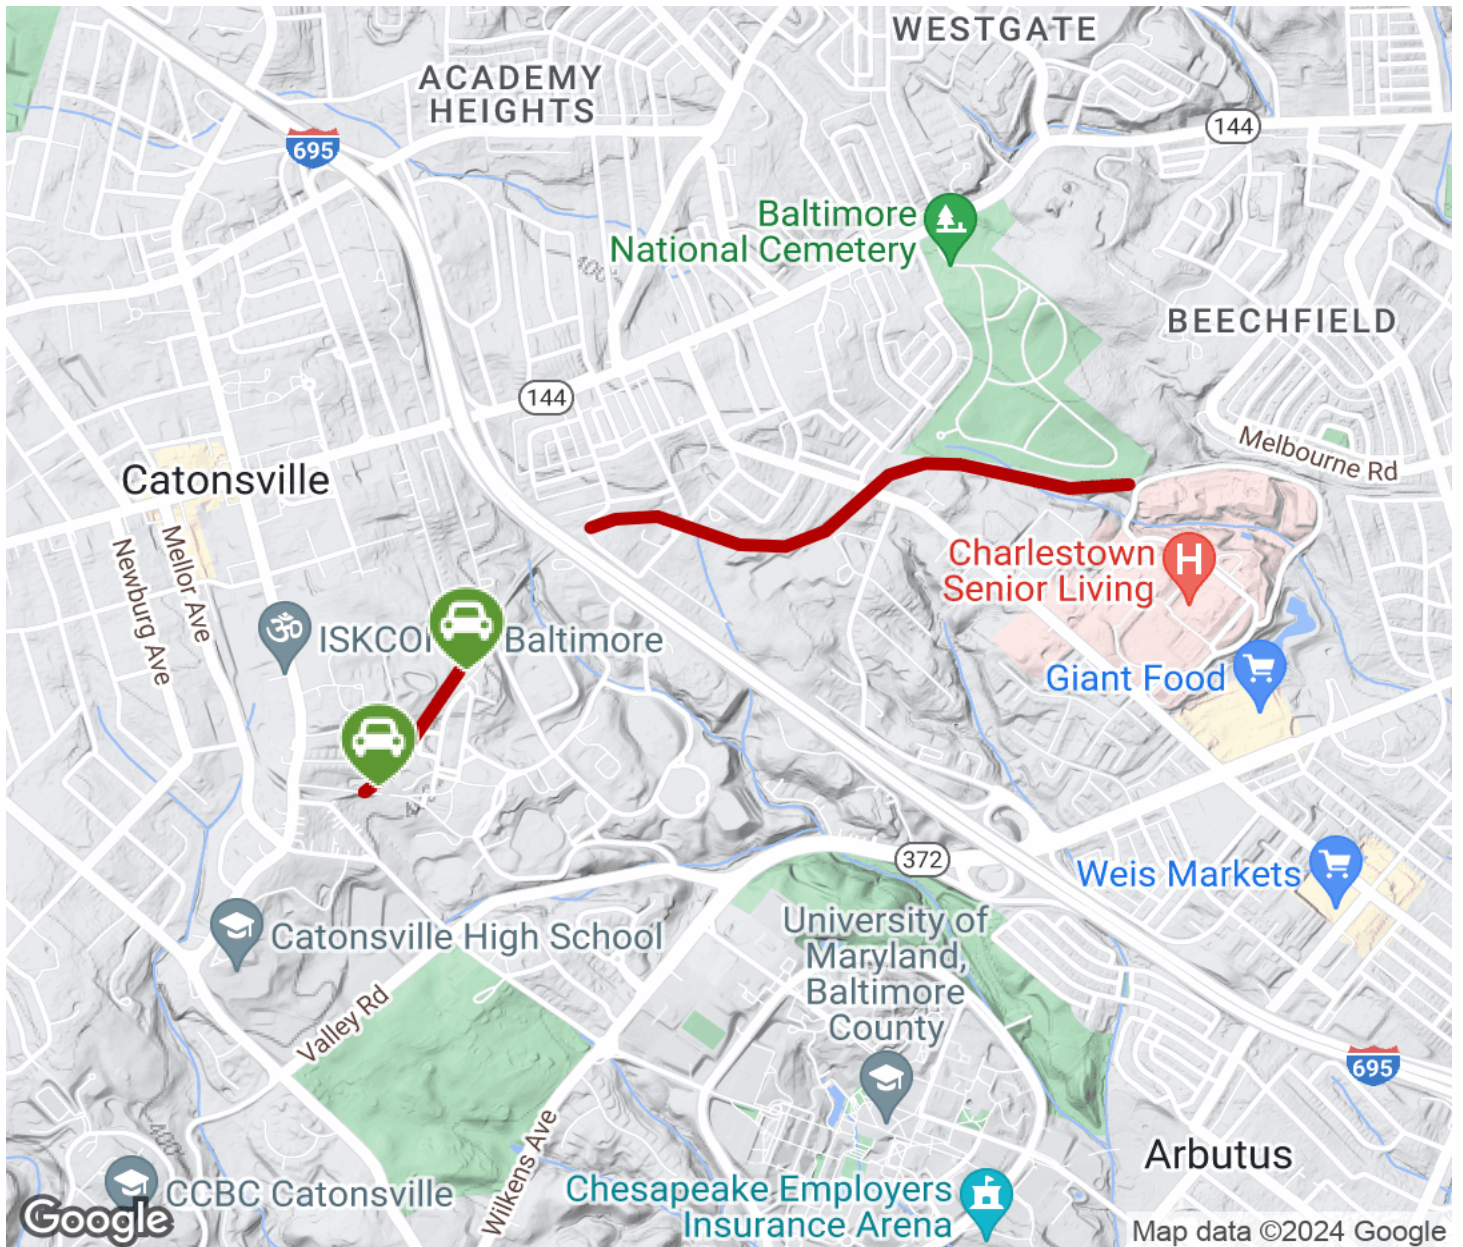 WESTGATE
ACADEMY
HEIGHTS
144
695
Baltimore
National Cemetery
BEECHFIELD
144
Melbourne Rd
Catonsville
Mellor Ave
Newburg Ave
Charlestown
Senior Living
H
Baltimore
Giant Food
372
Weis Markets
Catonsville High School
University of
Maryland,
Baltimore
County
Valley Rd
695
Wilkens Ave
Arbutus
CCBC Catonsville
Chesapeake Employers
Insurance Arena
Google
Map data ©2024 Google